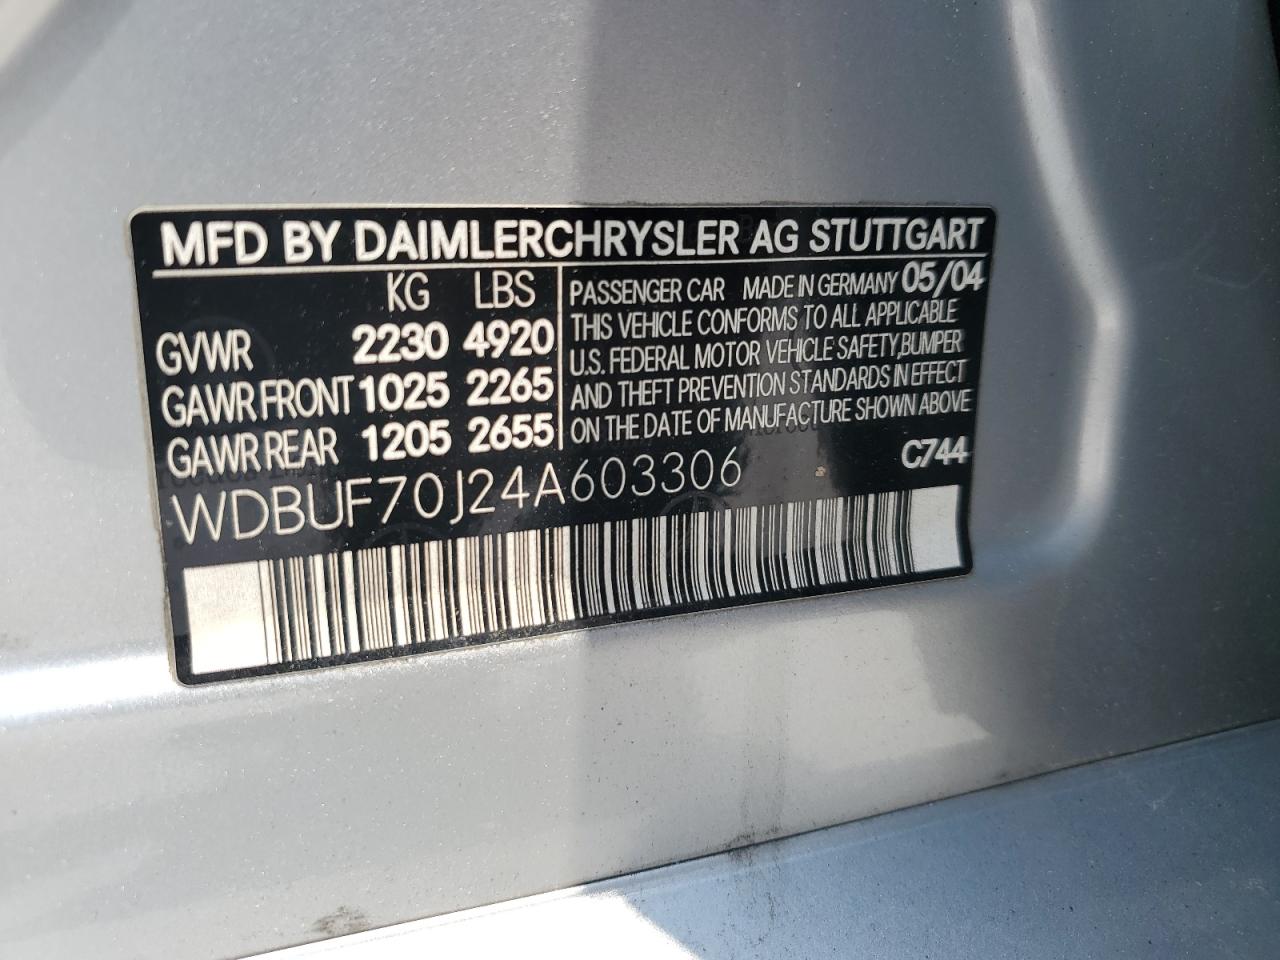 MFD BY DAIMLERCHRYSLER AG STUTTGART
KG LBS
GVWR 2230 4920
GAWR FRONT 1025 2265
GAWR REAR 1205 2655
PASSENGER CAR MADE IN GERMANY 05/04
THIS VEHICLE CONFORMS TO ALL APPLICABLE
U.S. FEDERAL MOTOR VEHICLE SAFETY,BUMPER
AND THEFT PREVENTION STANDARDS IN EFFECT
ON THE DATE OF MANUFACTURE SHOWN ABOVE
C744
WDBUF70J24A603306